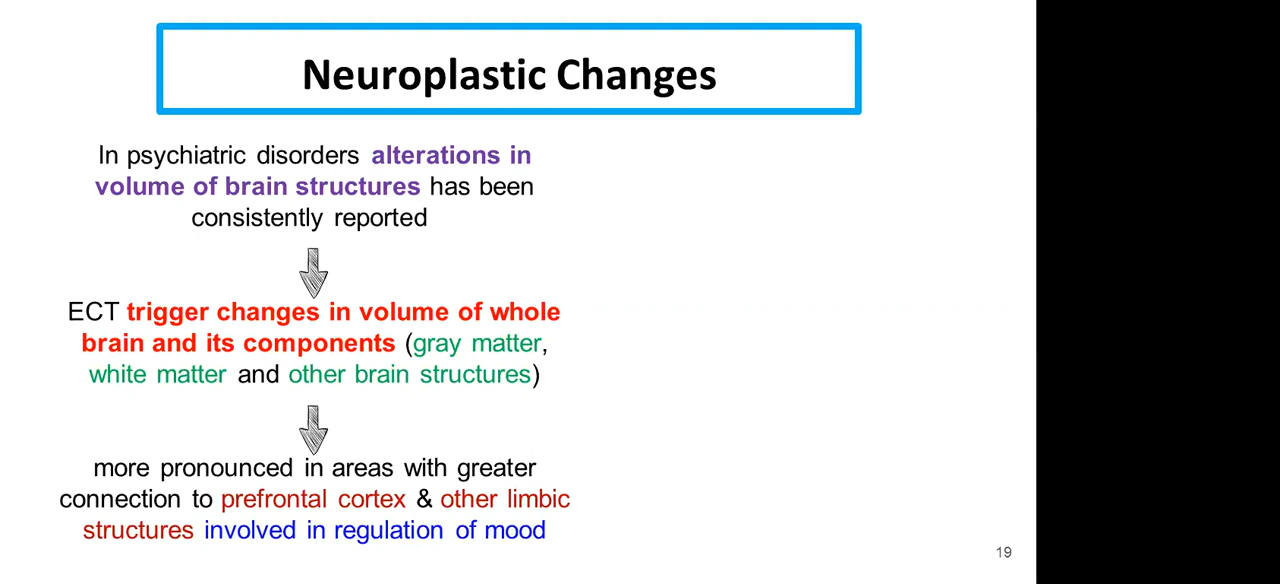 Neuroplastic Changes
In psychiatric disorders alterations in
volume of brain structures has been
consistently reported
ECT trigger changes in volume of whole
brain and its components (gray matter,
white matter and other brain structures)
more pronounced in areas with greater
connection to prefrontal cortex & other limbic
structures involved in regulation of mood
19